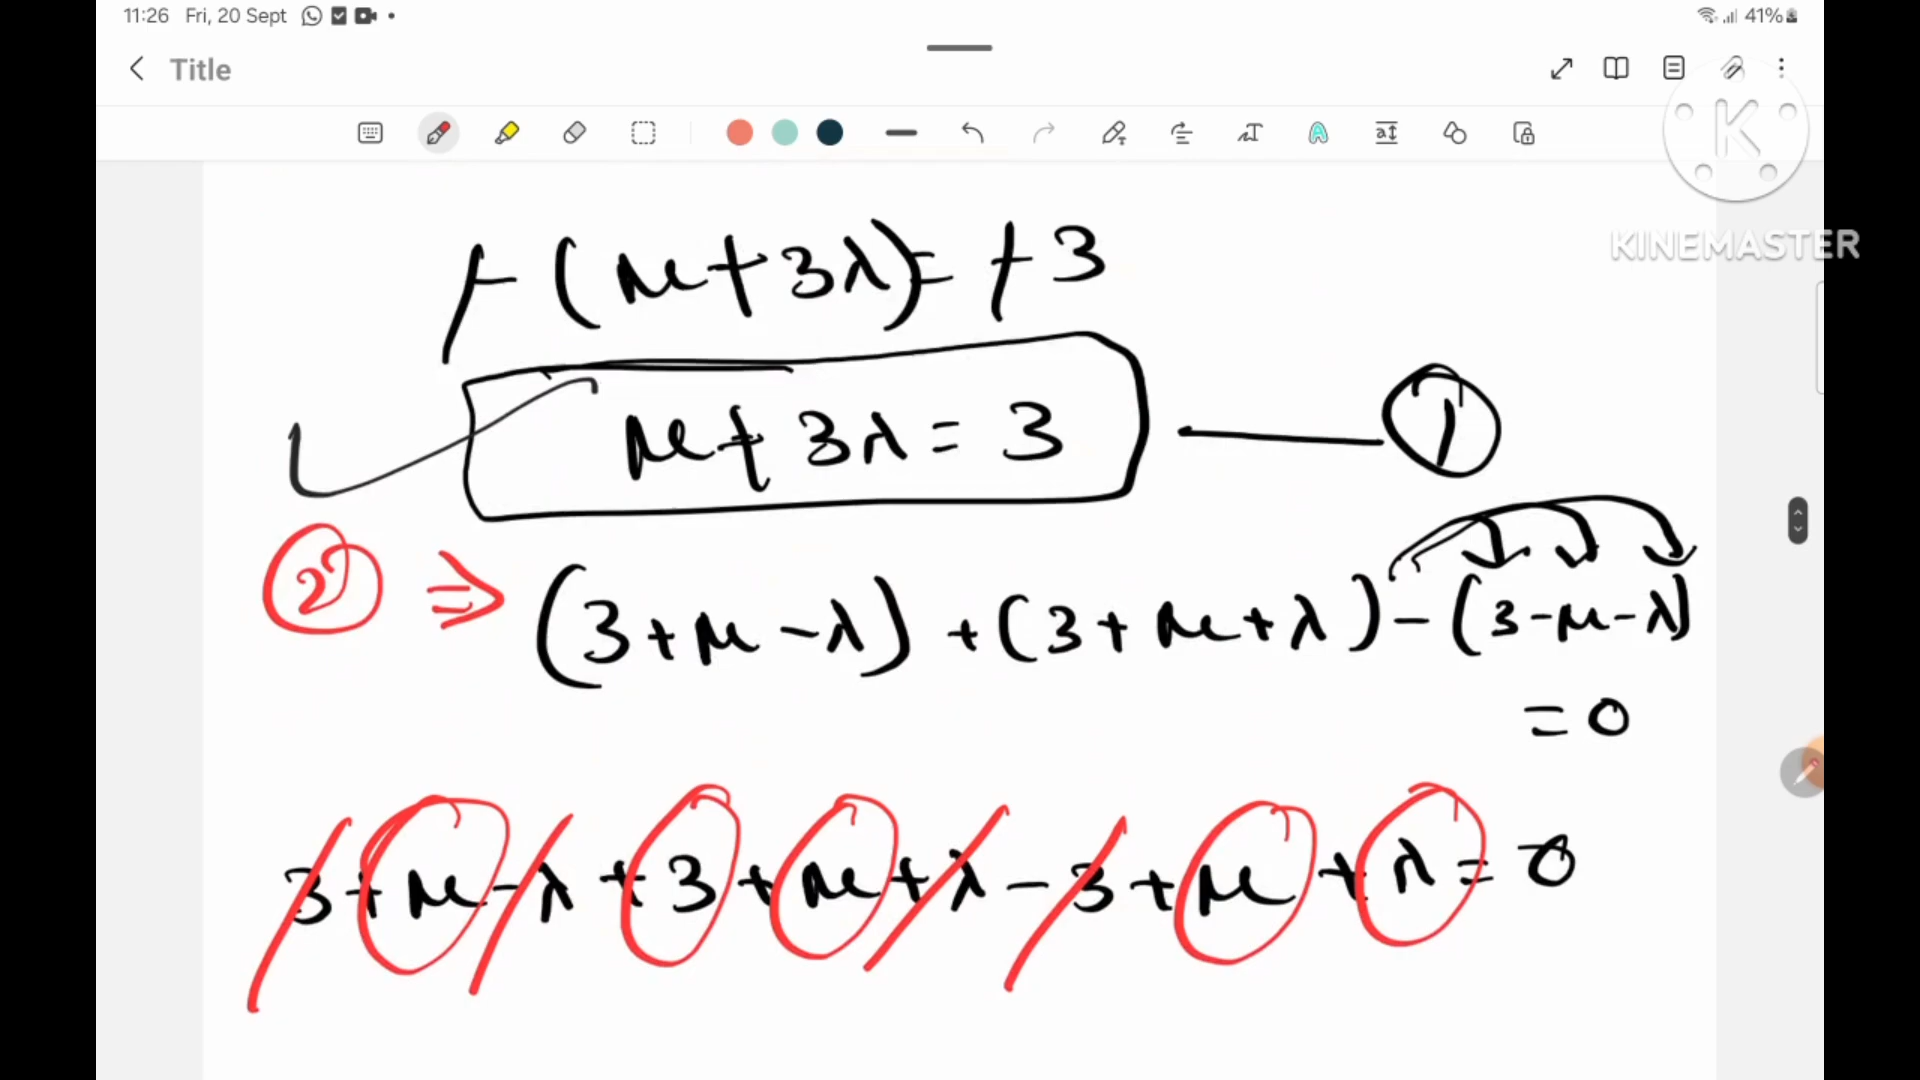 11:26 Fri, 20 Sept 41%
Title
KINEMASTER
-(μ+3λ)= -3
μ+3λ=3 ——— 1
2 ⇒ (3+μ-λ)+(3+μ+λ)-(3-μ-λ)
=0
3+μ-λ+3+μ+λ-3+μ+λ=0